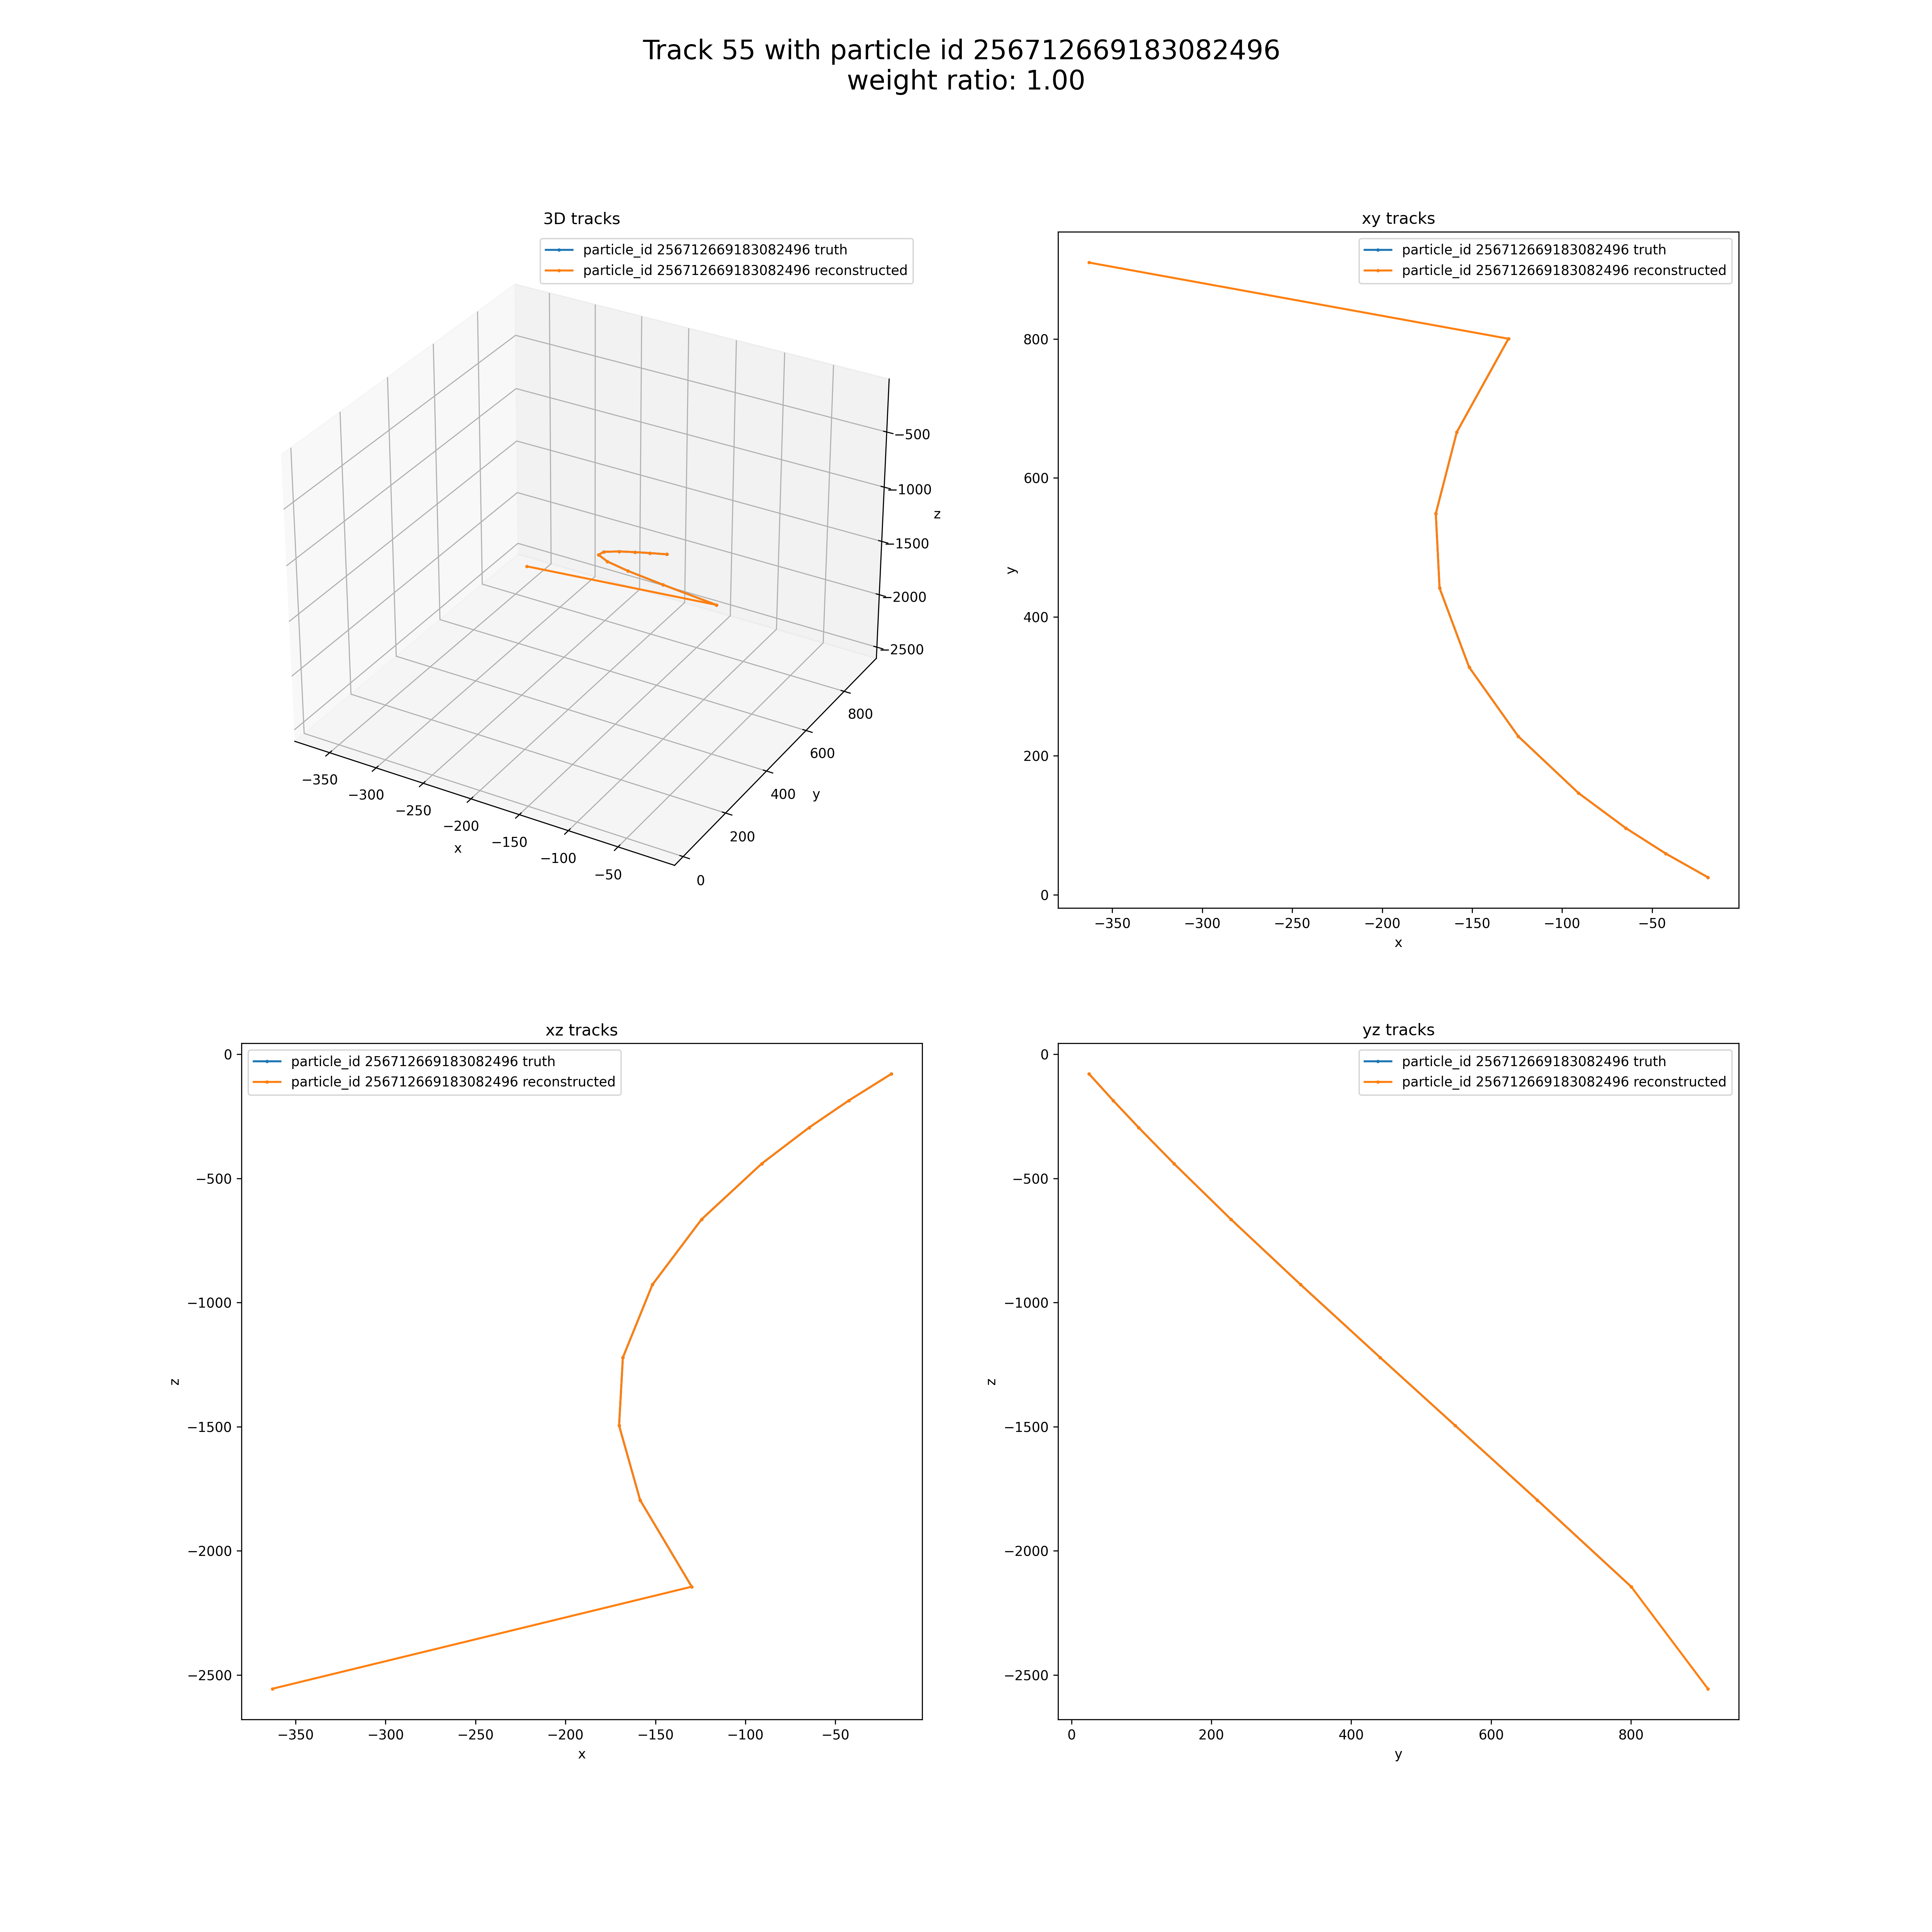 Track 55 with particle id 256712669183082496
weight ratio: 1.00
3D tracks
particle_id 256712669183082496 truth
particle_id 256712669183082496 reconstructed
−500
−1000
z
−1500
−2000
−2500
800
600
400
y
200
0
−350
−300
−250
−200
−150
−100
−50
x
xy tracks
particle_id 256712669183082496 truth
particle_id 256712669183082496 reconstructed
800
600
y
400
200
0
−350 −300 −250 −200 −150 −100 −50
x
xz tracks
particle_id 256712669183082496 truth
particle_id 256712669183082496 reconstructed
0
−500
−1000
z
−1500
−2000
−2500
−350 −300 −250 −200 −150 −100 −50
x
yz tracks
particle_id 256712669183082496 truth
particle_id 256712669183082496 reconstructed
0
−500
−1000
z
−1500
−2000
−2500
0 200 400 600 800
y